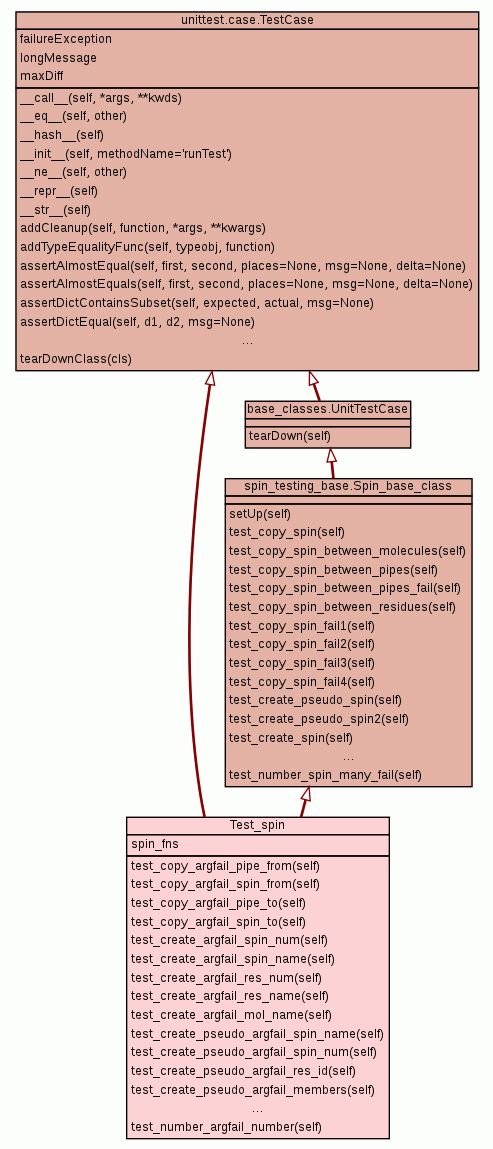 unittest.case.TestCase
failureException
longMessage
maxDiff
__call__(self, *args, **kwds)
__eq__(self, other)
__hash__(self)
__init__(self, methodName='runTest')
__ne__(self, other)
__repr__(self)
__str__(self)
addCleanup(self, function, *args, **kwargs)
addTypeEqualityFunc(self, typeobj, function)
assertAlmostEqual(self, first, second, places=None, msg=None, delta=None)
assertAlmostEquals(self, first, second, places=None, msg=None, delta=None)
assertDictContainsSubset(self, expected, actual, msg=None)
assertDictEqual(self, d1, d2, msg=None)
...
tearDownClass(cls)
base_classes.UnitTestCase
tearDown(self)
spin_testing_base.Spin_base_class
setUp(self)
test_copy_spin(self)
test_copy_spin_between_molecules(self)
test_copy_spin_between_pipes(self)
test_copy_spin_between_pipes_fail(self)
test_copy_spin_between_residues(self)
test_copy_spin_fail1(self)
test_copy_spin_fail2(self)
test_copy_spin_fail3(self)
test_copy_spin_fail4(self)
test_create_pseudo_spin(self)
test_create_pseudo_spin2(self)
test_create_spin(self)
...
test_number_spin_many_fail(self)
Test_spin
spin_fns
test_copy_argfail_pipe_from(self)
test_copy_argfail_spin_from(self)
test_copy_argfail_pipe_to(self)
test_copy_argfail_spin_to(self)
test_create_argfail_spin_num(self)
test_create_argfail_spin_name(self)
test_create_argfail_res_num(self)
test_create_argfail_res_name(self)
test_create_argfail_mol_name(self)
test_create_pseudo_argfail_spin_name(self)
test_create_pseudo_argfail_spin_num(self)
test_create_pseudo_argfail_res_id(self)
test_create_pseudo_argfail_members(self)
...
test_number_argfail_number(self)